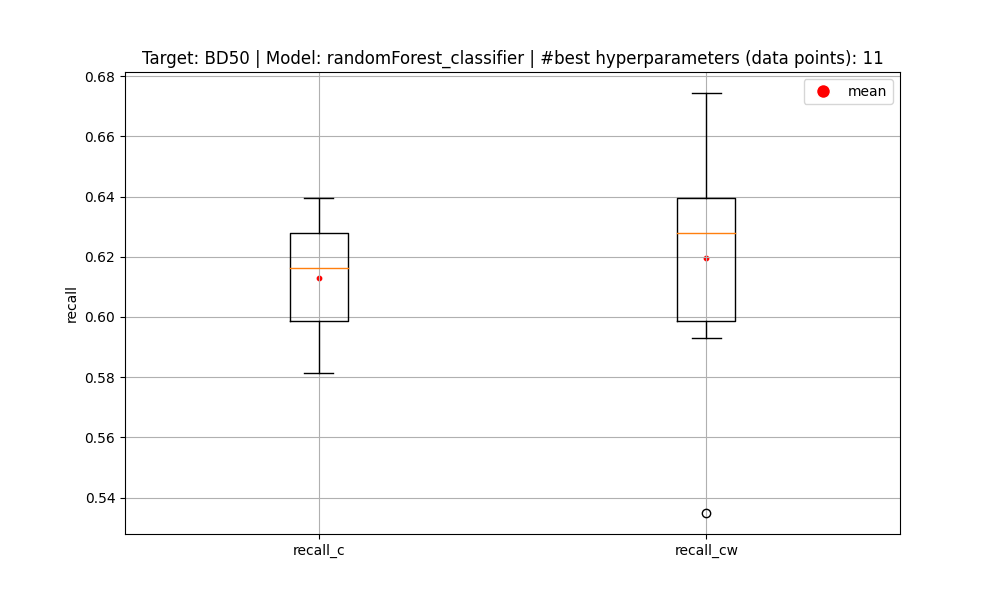 Target: BD50 | Model: randomForest_classifier | #best hyperparameters (data points): 11
mean
0.68
0.66
0.64
0.62
0.60
0.58
0.56
0.54
recall
recall_c
recall_cw